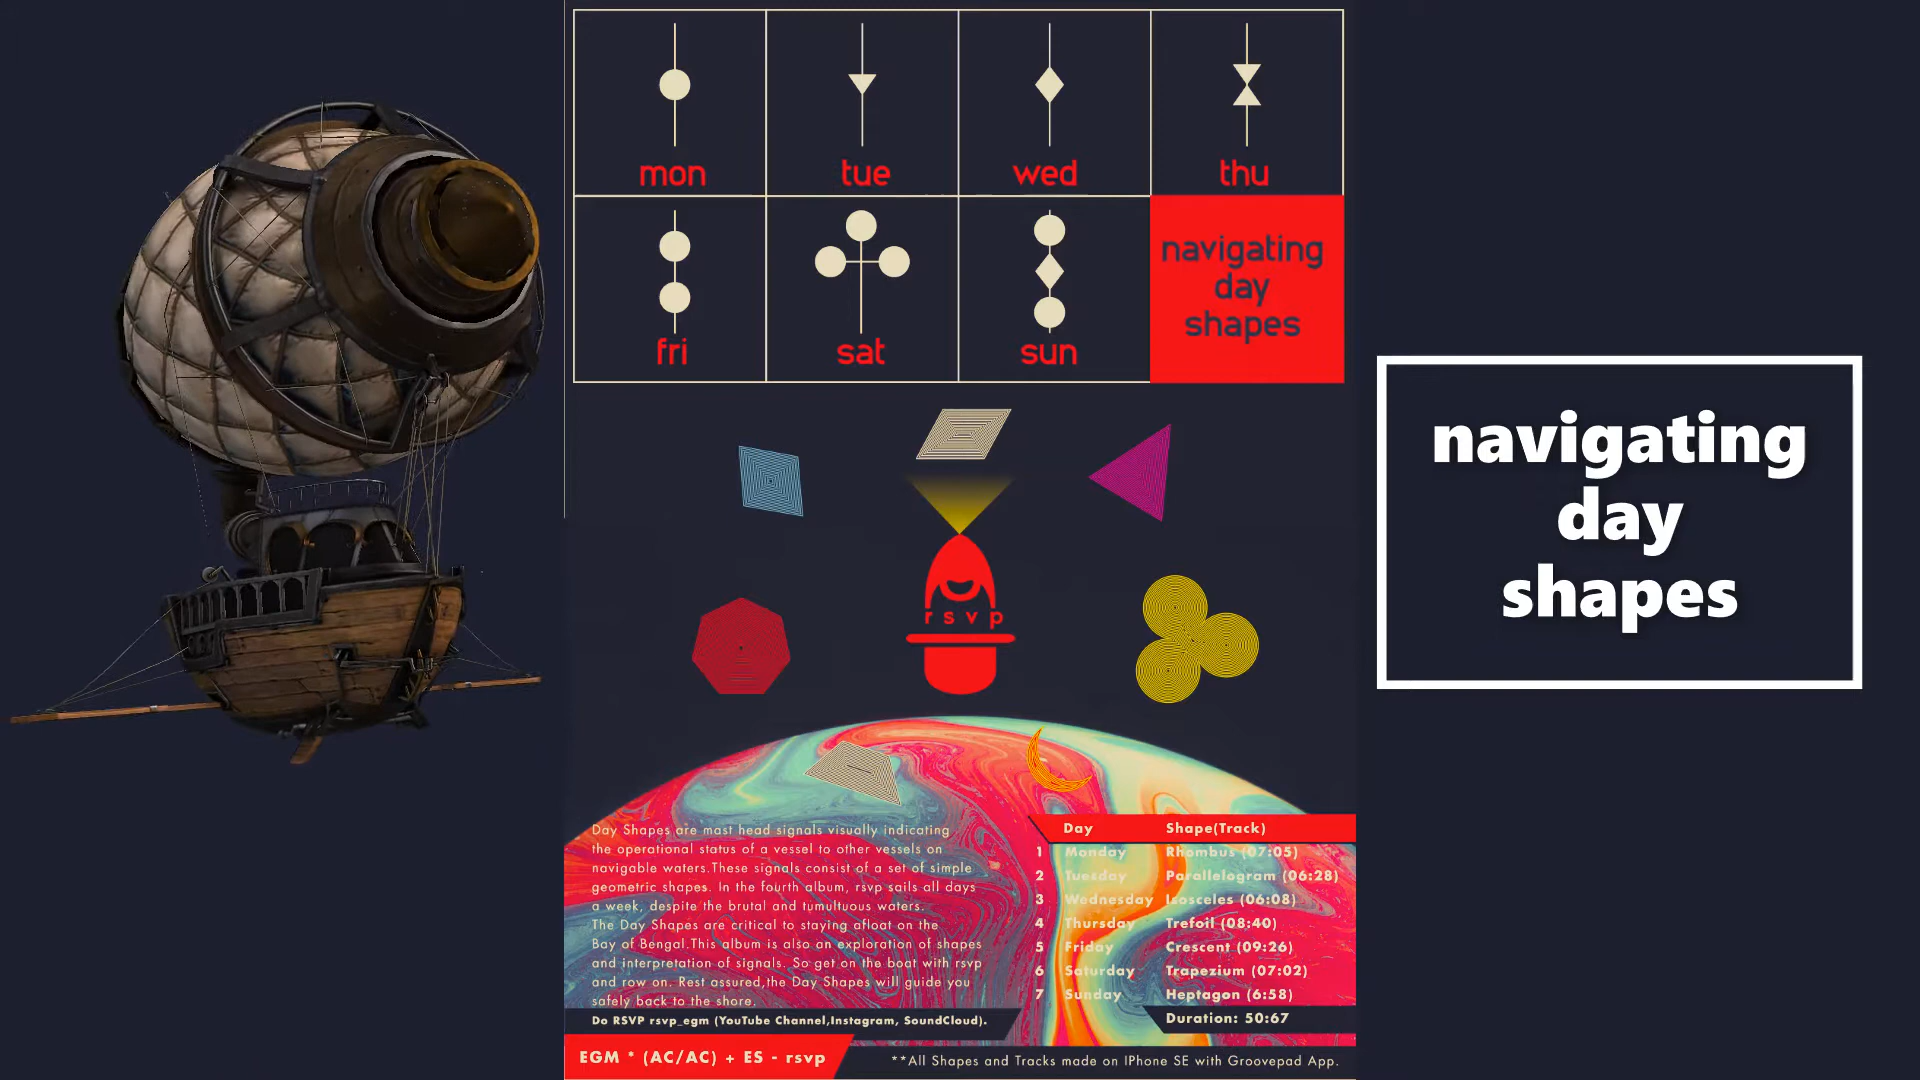 mon
tue
wed
thu
fri
sat
sun
navigating
day
shapes
navigating
day
shapes
rsvp
Day Shapes are mast head signals visually indicating
the operational status of a vessel to other vessels on
navigable waters.These signals consist of a set of simple
geometric shapes. In the fourth album, rsvp sails all days
a week, despite the brutal and tumultuous waters.
The Day Shapes are critical to staying afloat on the
Bay of Bengal.This album is also an exploration of shapes
and interpretation of signals. So get on the boat with rsvp
and row on. Rest assured,the Day Shapes will guide you
safely back to the shore.
Do RSVP rsvp_egm (YouTube Channel,Instagram, SoundCloud).
Day Shape(Track)
1 Monday Rhombus (07:05)
2 Tuesday Parallelogram (06:28)
3 Wednesday Isosceles (06:08)
4 Thursday Trefoil (08:40)
5 Friday Crescent (09:26)
6 Saturday Trapezium (07:02)
7 Sunday Heptagon (6:58)
Duration: 50:67
EGM * (AC/AC) + ES - rsvp
**All Shapes and Tracks made on IPhone SE with Groovepad App.